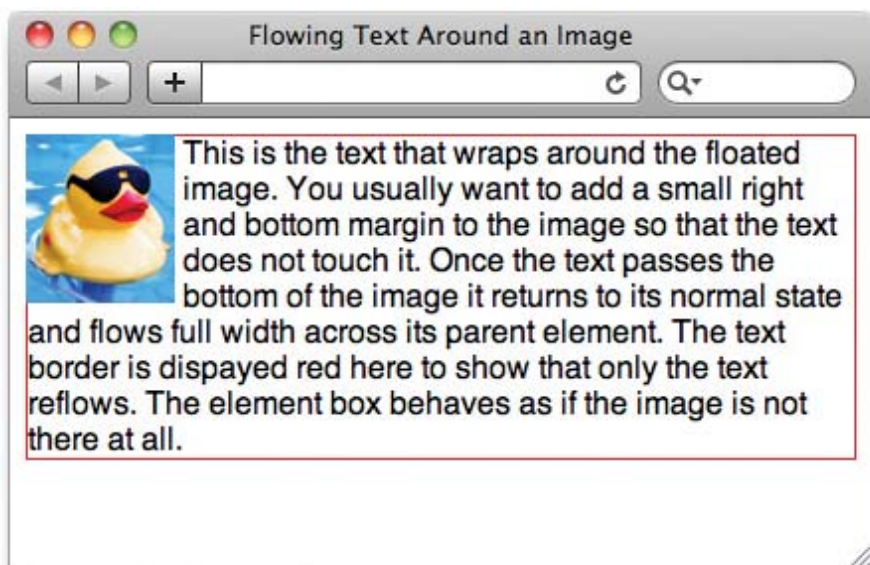 Flowing Text Around an Image
This is the text that wraps around the floated
image. You usually want to add a small right
and bottom margin to the image so that the text
does not touch it. Once the text passes the
bottom of the image it returns to its normal state
and flows full width across its parent element. The text
border is dispayed red here to show that only the text
reflows. The element box behaves as if the image is not
there at all.